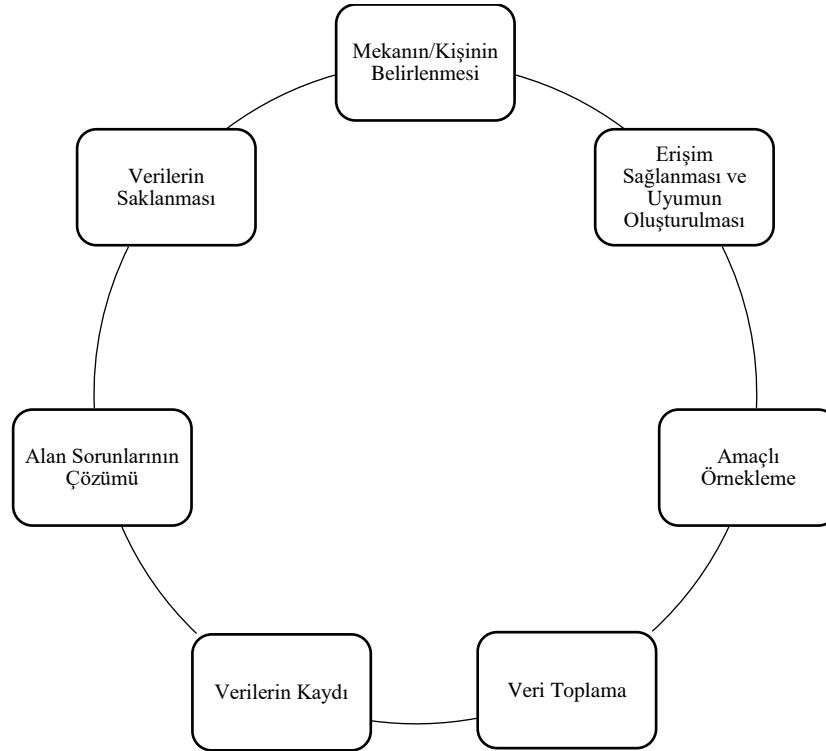 Mekanın/Kişinin
Belirlenmesi
Erişim
Sağlanması ve
Uyumun
Oluşturulması
Amaçlı
Örnekleme
Veri Toplama
Verilerin Kaydı
Alan Sorunlarının
Çözümü
Verilerin
Saklanması